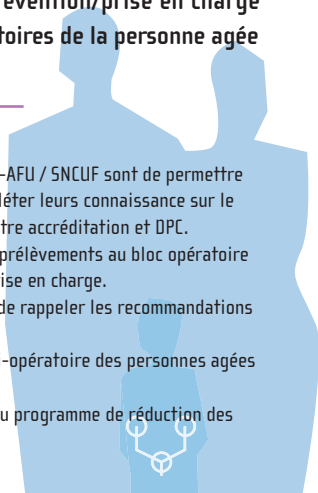 évention/prise en charge
toires de la personne agée
-AFU / SNCUF sont de permettre
léter leurs connaissance sur le
tre accréditation et DPC.
prélèvements au bloc opératoire
ise en charge.
de rappeler les recommandations
-opératoire des personnes agées
u programme de réduction des